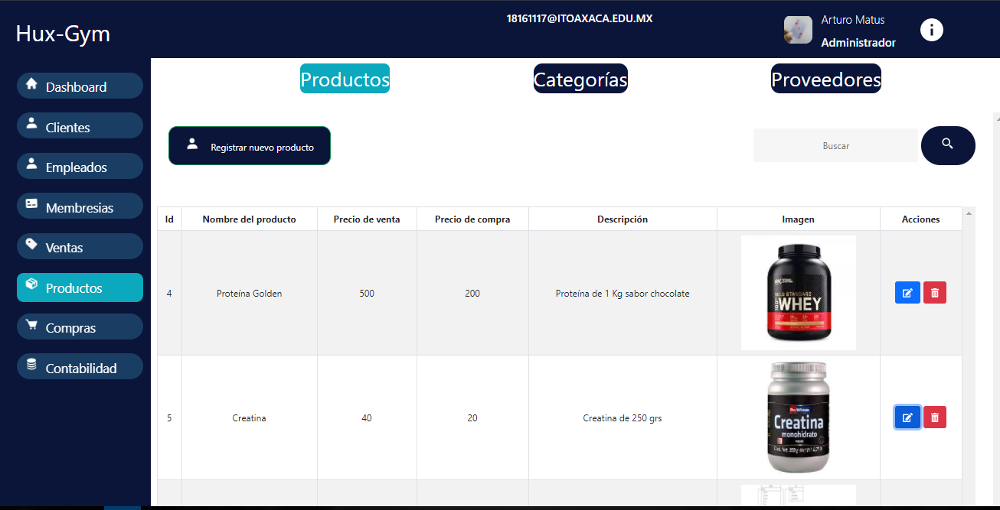 Hux-Gym
18161117@ITOAXACA.EDU.MX
Arturo Matus
Administrador
Dashboard
Clientes
Empleados
Membresias
Ventas
Productos
Compras
Contabilidad
Productos Categorías Proveedores
Registrar nuevo producto
Buscar
Id Nombre del producto Precio de venta Precio de compra Descripción Imagen Acciones
4 Proteína Golden 500 200 Proteína de 1 Kg sabor chocolate
GOLD STANDARD
100% WHEY
5 Creatina 40 20 Creatina de 250 grs
Creatina
monohidrato